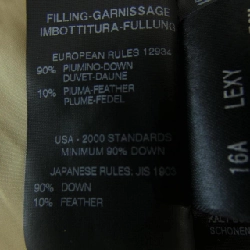 FILLING-GARNISSAGE
IMBOTTITURA-FULLUNG
EUROPEAN RULES 12934
90% PIUMINO-DOWN
DUVET-DAUNE
10% PIUMA-FEATHER
PLUME-FEDEL
USA - 2000 STANDARDS
MINIMUM 90% DOWN
JAPANESE RULES. JIS 1903
90% DOWN
10% FEATHER
16A LEXY